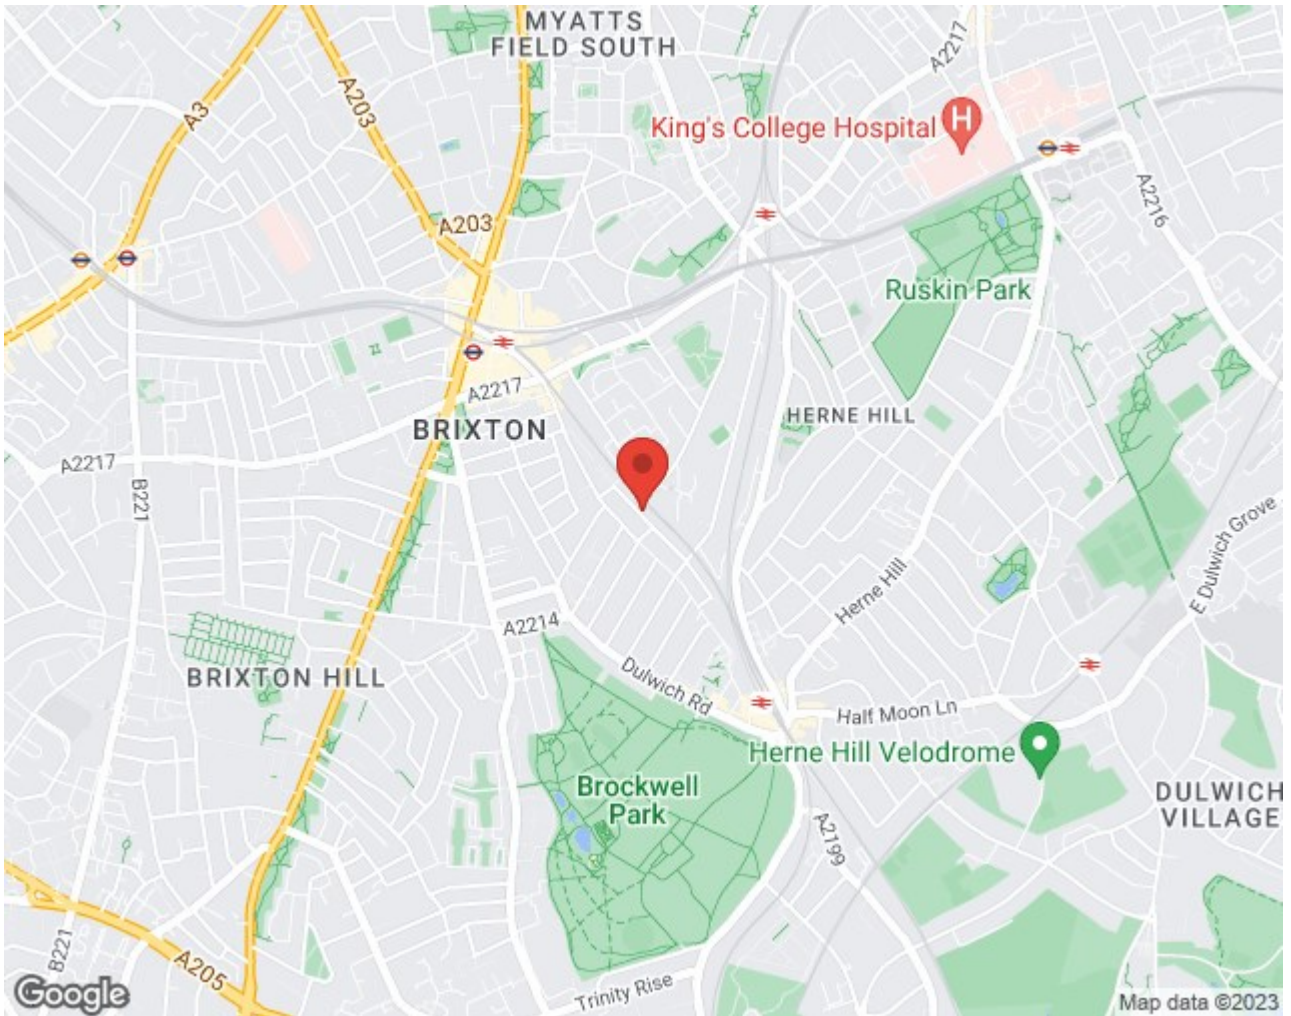 MYATTS
FIELD SOUTH
A2217
A3
A203
King's College Hospital
H
A2216
A203
Ruskin Park
A2217
HERNE HILL
BRIXTON
A2217
B221
E Dulwich Grove
Herne Hill
A2214
BRIXTON HILL
Dulwich Rd
Half Moon Ln
Herne Hill Velodrome
Brockwell
Park
DULWICH
VILLAGE
A2199
B221
A205
Trinity Rise
Google
Map data ©2023